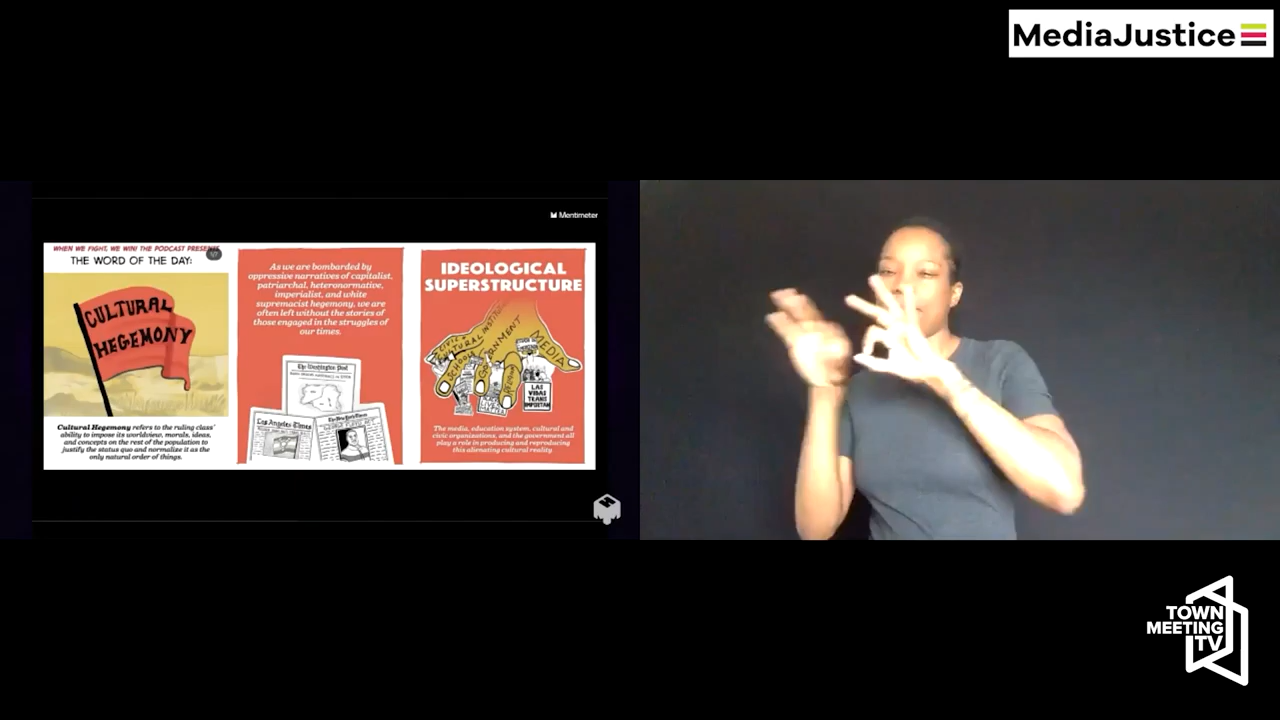 MediaJustice
Mentimeter
WHEN WE FIGHT, WE WIN! THE PODCAST PRESENTS
1/7
THE WORD OF THE DAY:
CULTURAL
HEGEMONY
Cultural Hegemony refers to the ruling class'
ability to impose its worldview, morals, ideas,
and concepts on the rest of the population to
justify the status quo and normalize it as the
only natural order of things.
As we are bombarded by
oppressive narratives of capitalist,
patriarchal, heteronormative,
imperialist, and white
supremacist hegemony, we are
often left without the stories of
those engaged in the struggles of
our times.
The Washington Post
Los Angeles Times
The New York Times
IDEOLOGICAL
SUPERSTRUCTURE
SCHOOLS
GOVERNMENT
MEDIA
LAS
VIDAS
TRANS
IMPORTAN
The media, education system, cultural and
civic organizations, and the government all
play a role in producing and reproducing
this alienating cultural reality
TOWN
MEETING
TV